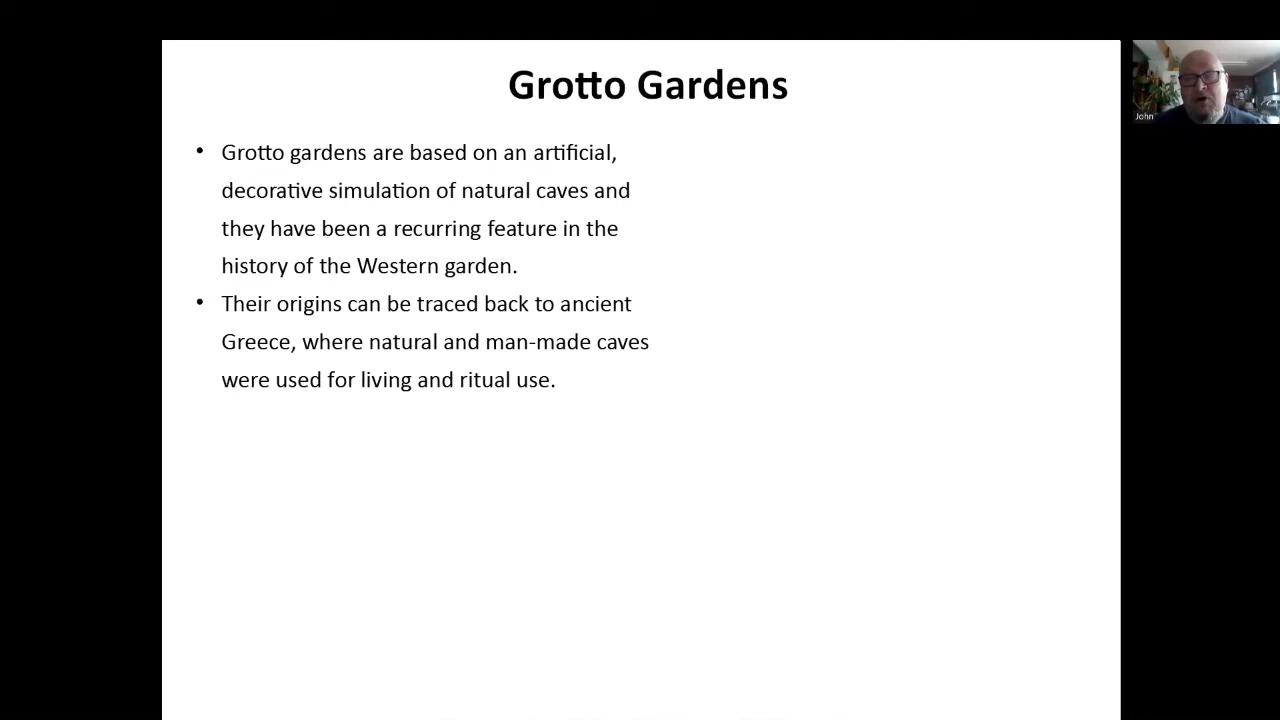 Grotto Gardens
• Grotto gardens are based on an artificial,
decorative simulation of natural caves and
they have been a recurring feature in the
history of the Western garden.
• Their origins can be traced back to ancient
Greece, where natural and man-made caves
were used for living and ritual use.
John